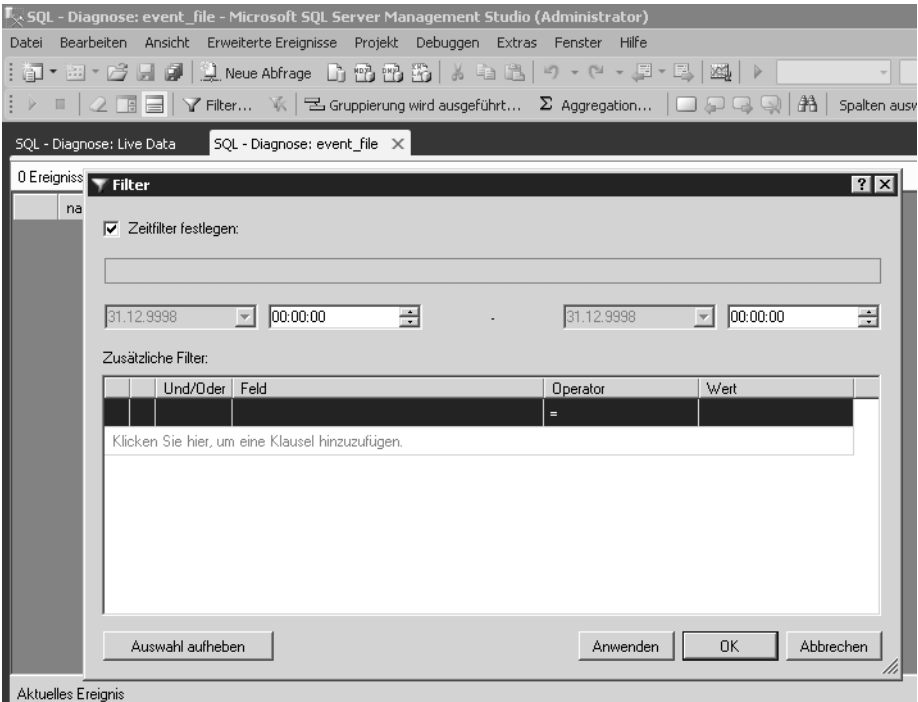 SQL - Diagnose: event_file - Microsoft SQL Server Management Studio (Administrator)
Datei Bearbeiten Ansicht Erweiterte Ereignisse Projekt Debuggen Extras Fenster Hilfe
Neue Abfrage
Filter... Gruppierung wird ausgeführt... Σ Aggregation... Spalten ausw
SQL - Diagnose: Live Data SQL - Diagnose: event_file
0 Ereigniss
na
Filter
Zeitfilter festlegen:
31.12.9998 00:00:00 - 31.12.9998 00:00:00
Zusätzliche Filter:
Und/Oder Feld Operator Wert
=
Klicken Sie hier, um eine Klausel hinzuzufügen.
Auswahl aufheben Anwenden OK Abbrechen
Aktuelles Ereignis